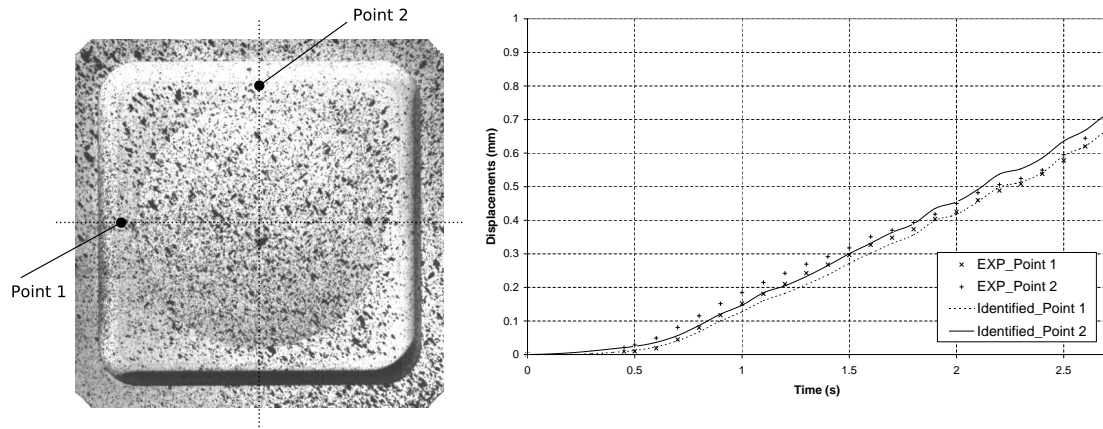 Point 2
Point 1
1
0.9
0.8
0.7
0.6
0.5
0.4
0.3
0.2
0.1
0
Displacements (mm)
0
0.5
1
1.5
2
2.5
Time (s)
EXP_Point 1
EXP_Point 2
Identified_Point 1
Identified_Point 2